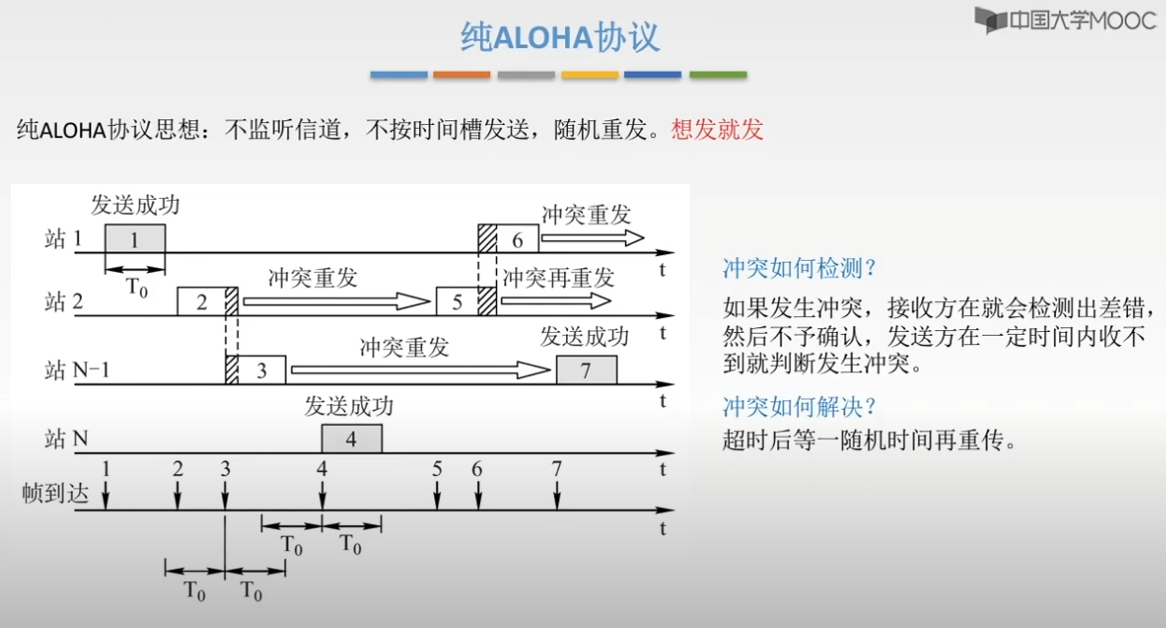 中国大学MOOC
纯ALOHA协议
纯ALOHA协议思想：不监听信道，不按时间槽发送，随机重发。想发就发
发送成功
站 1
1
6
冲突重发
t
T0
站 2
2
冲突重发
5
冲突再重发
t
站 N-1
3
冲突重发
发送成功
7
t
发送成功
站 N
4
t
1 2 3 4 5 6 7
帧到达
t
T0 T0
T0 T0
冲突如何检测？
如果发生冲突，接收方在就会检测出差错，
然后不予确认，发送方在一定时间内收不
到就判断发生冲突。
冲突如何解决？
超时后等一随机时间再重传。